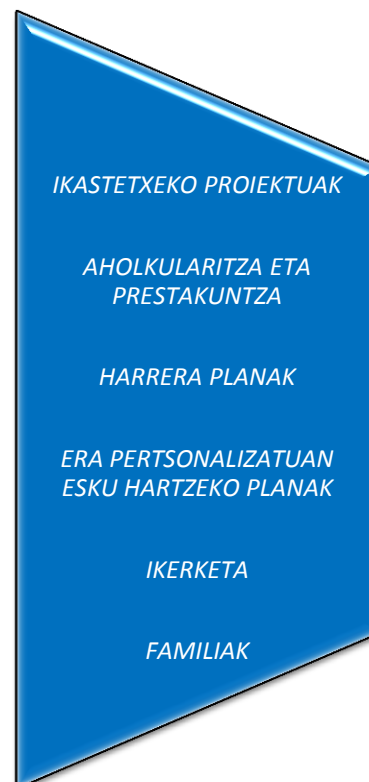 IKASTETXEKO PROIEKTUAK
AHOLKULARITZA ETA
PRESTAKUNTZA
HARRERA PLANAK
ERA PERTSONALIZATUAN
ESKU HARTZEKO PLANAK
IKERKETA
FAMILIAK